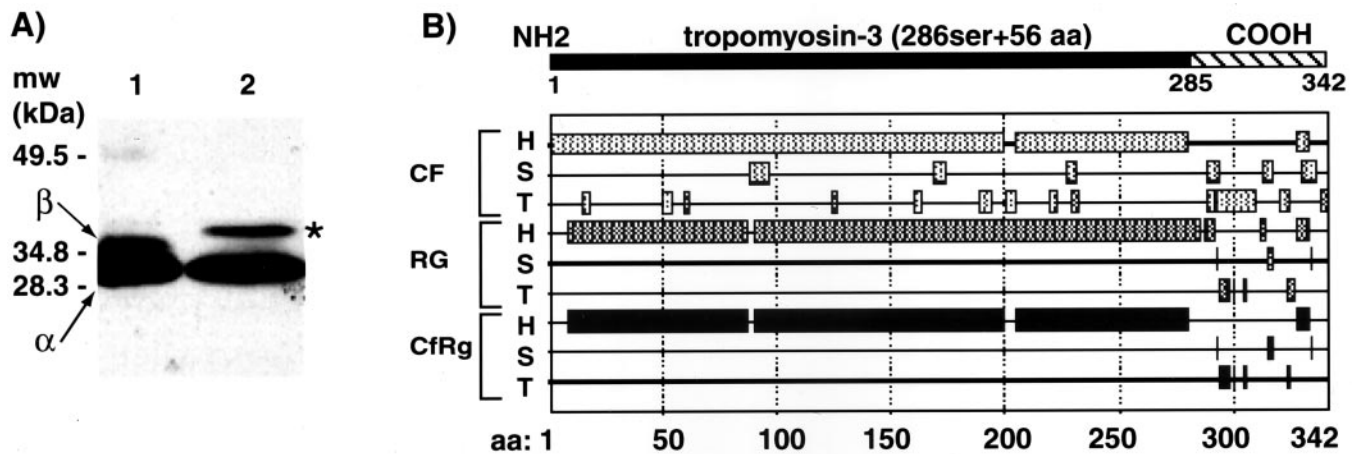 A)
mw
(kDa)
1 2
49.5 -
β
34.8 -
28.3 -
α
*
B)
NH2 tropomyosin-3 (286ser+56 aa) COOH
1 285 342
CF
H
S
T
RG
H
S
T
CfRg
H
S
T
aa: 1 50 100 150 200 250 300 342